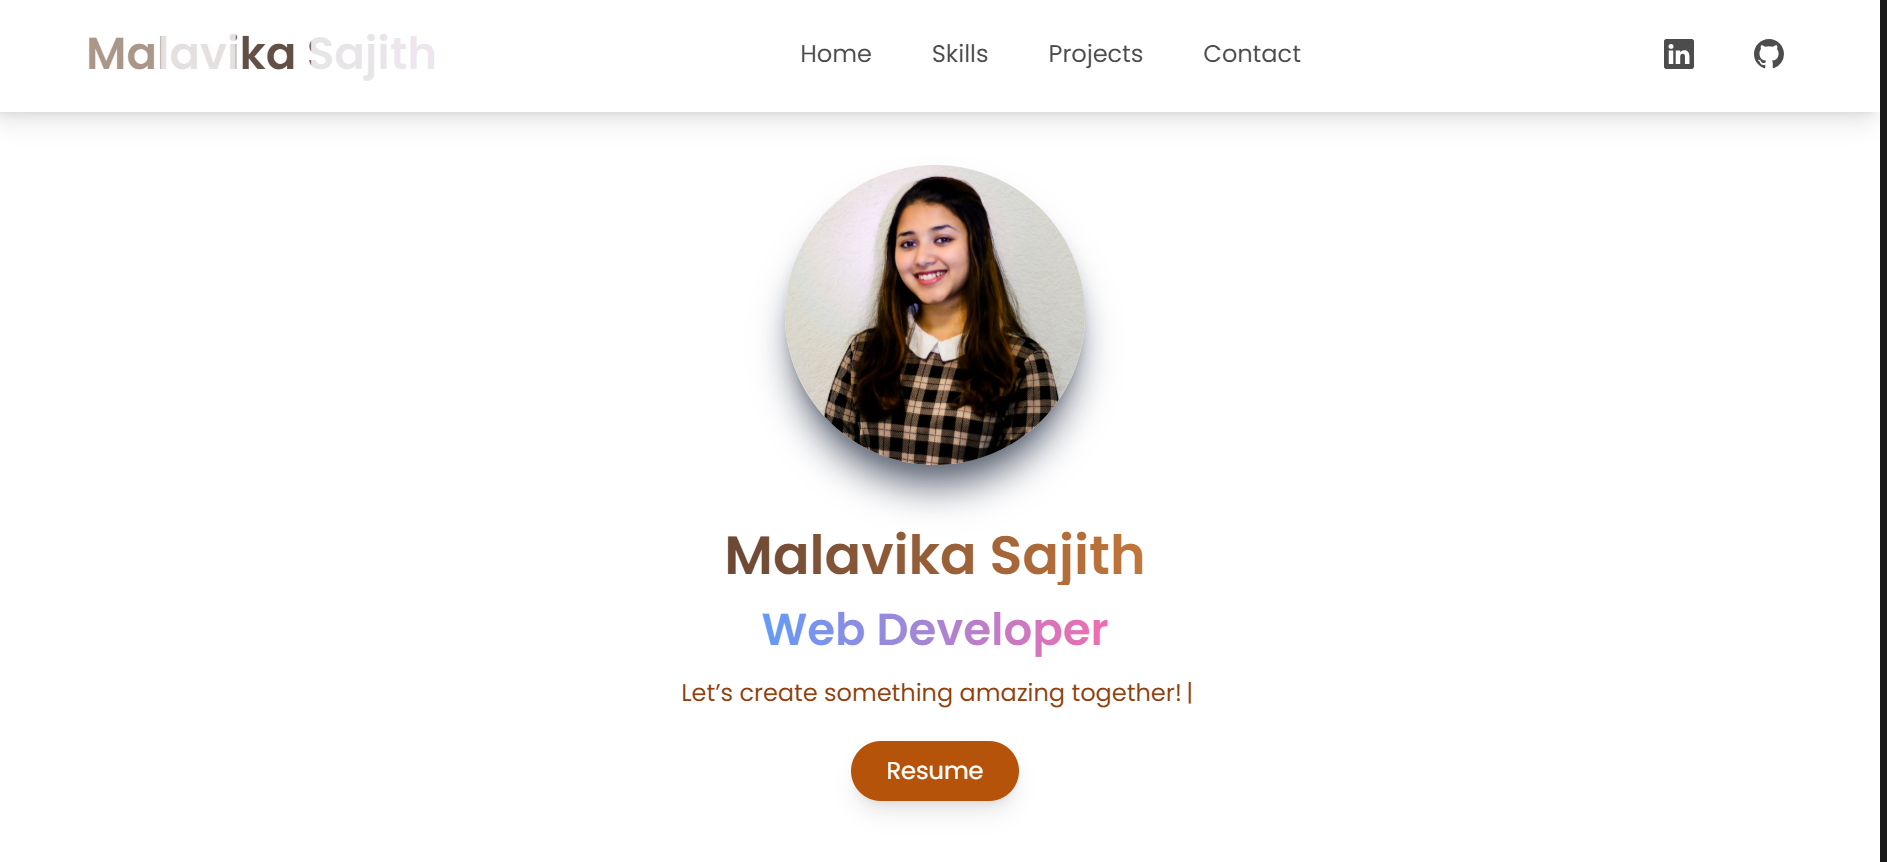 Malavika Sajith
Home Skills Projects Contact
Malavika Sajith
Web Developer
Let’s create something amazing together! |
Resume